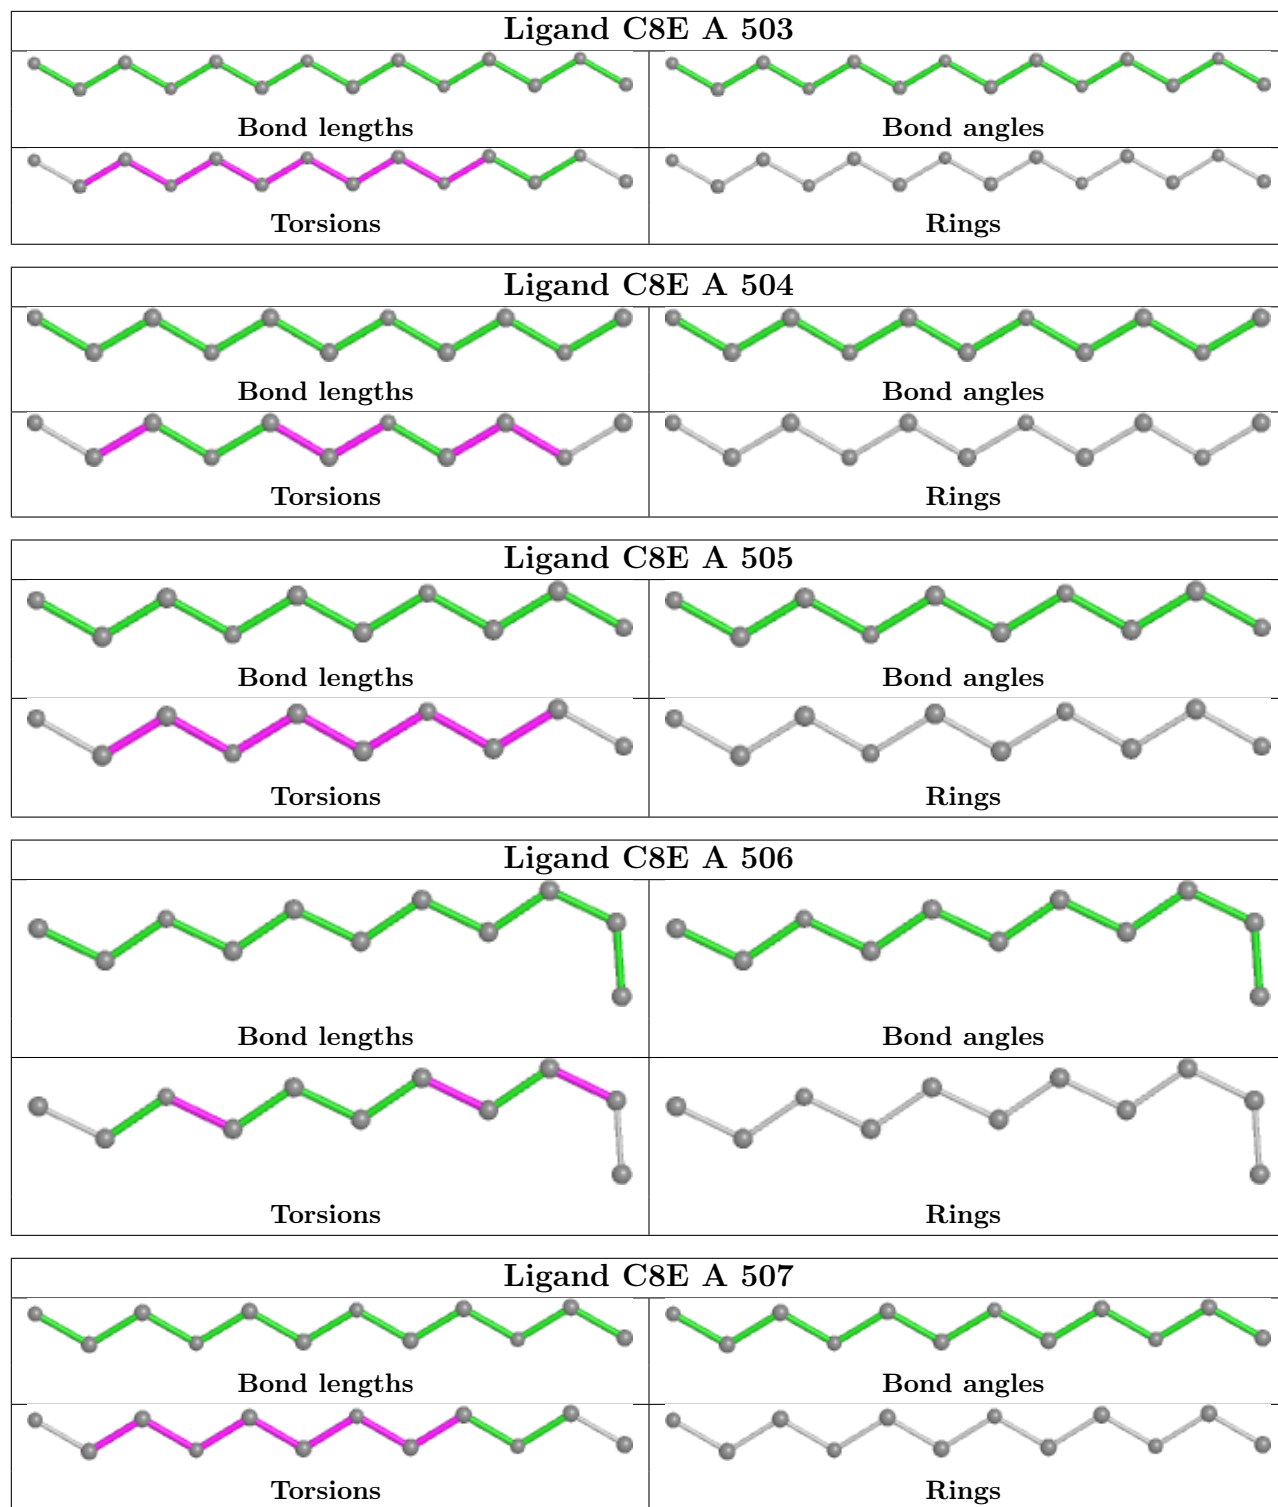 Ligand C8E A 503
Bond lengths
Bond angles
Torsions
Rings
Ligand C8E A 504
Bond lengths
Bond angles
Torsions
Rings
Ligand C8E A 505
Bond lengths
Bond angles
Torsions
Rings
Ligand C8E A 506
Bond lengths
Bond angles
Torsions
Rings
Ligand C8E A 507
Bond lengths
Bond angles
Torsions
Rings